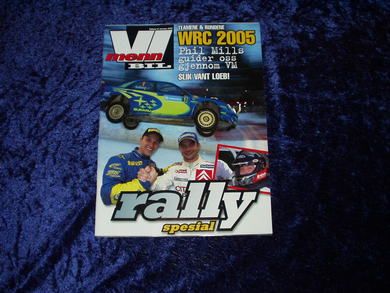 TEAMENE & RUNDENE
VI
menn
BIL
WRC 2005
Phil Mills
guider oss
gjennom VM
SLIK VANT LOEB!
rally
spesial